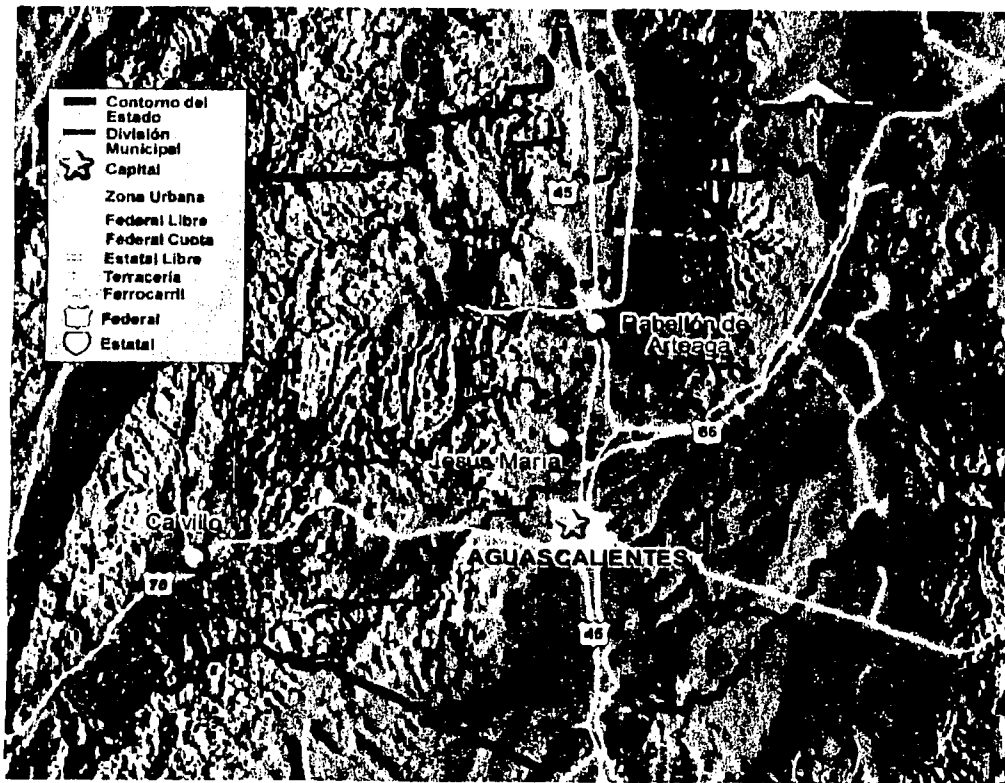 Contorno del
Estado
División
Municipal
Capital
Zona Urbana
Federal Libre
Federal Cuota
Estatal Libre
Terracería
Ferrocarril
Federal
Estatal
N
45
Pabellón de
Arteaga
Jesús María
Calvillo
AGUASCALIENTES
70
45